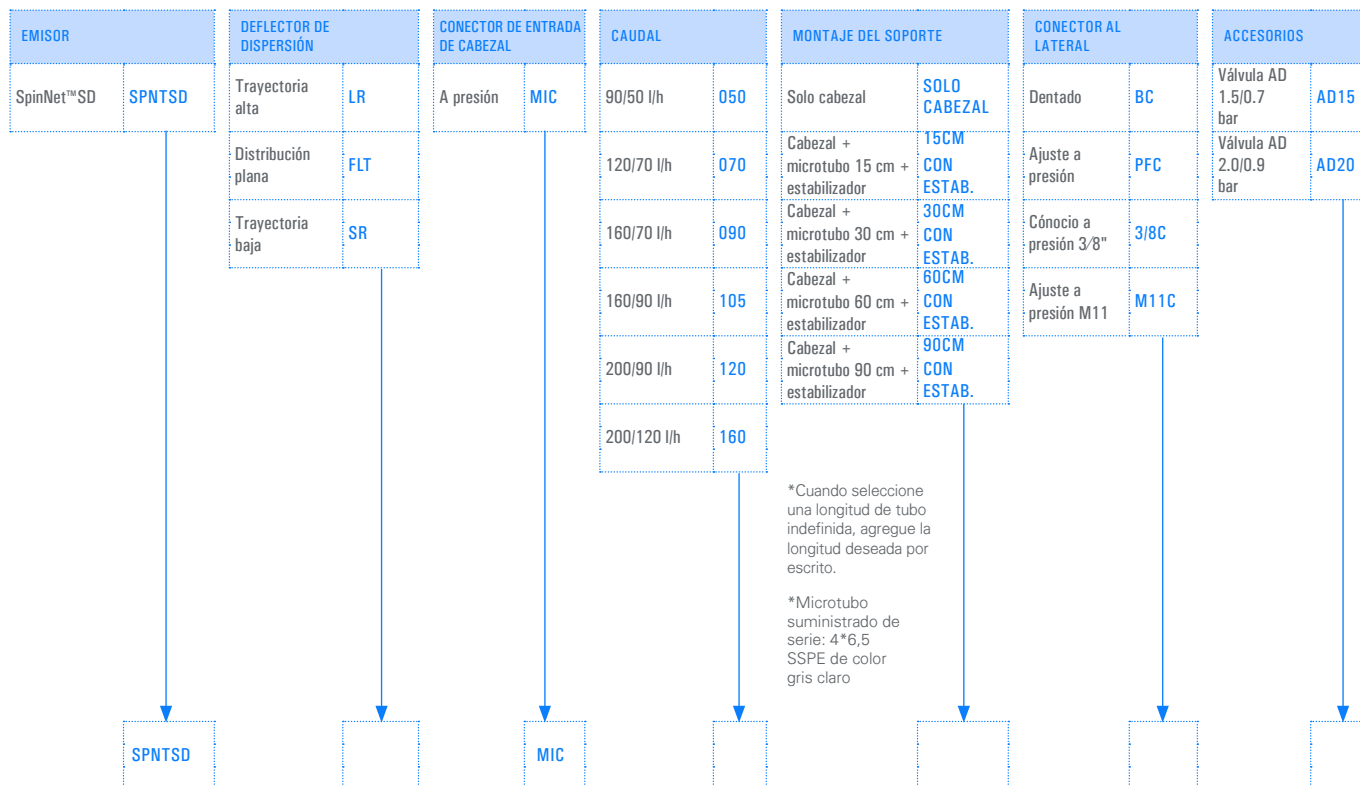 EMISOR
SpinNet™SD
SPNTSD
DEFLECTOR DE
DISPERSIÓN
Trayectoria
alta
LR
Distribución
plana
FLT
Trayectoria
baja
SR
CONECTOR DE ENTRADA
DE CABEZAL
A presión
MIC
CAUDAL
90/50 l/h
050
120/70 l/h
070
160/70 l/h
090
160/90 l/h
105
200/90 l/h
120
200/120 l/h
160
MONTAJE DEL SOPORTE
Solo cabezal
SOLO
CABEZAL
Cabezal +
microtubo 15 cm +
estabilizador
15CM
CON
ESTAB.
Cabezal +
microtubo 30 cm +
estabilizador
30CM
CON
ESTAB.
Cabezal +
microtubo 60 cm +
estabilizador
60CM
CON
ESTAB.
Cabezal +
microtubo 90 cm +
estabilizador
90CM
CON
ESTAB.
*Cuando seleccione
una longitud de tubo
indefinida, agregue la
longitud deseada por
escrito.
*Microtubo
suministrado de
serie: 4*6,5
SSPE de color
gris claro
CONECTOR AL
LATERAL
Dentado
BC
Ajuste a
presión
PFC
Cónocio a
presión 3/8"
3/8C
Ajuste a
presión M11
M11C
ACCESORIOS
Válvula AD
1.5/0.7
bar
AD15
Válvula AD
2.0/0.9
bar
AD20
SPNTSD
MIC